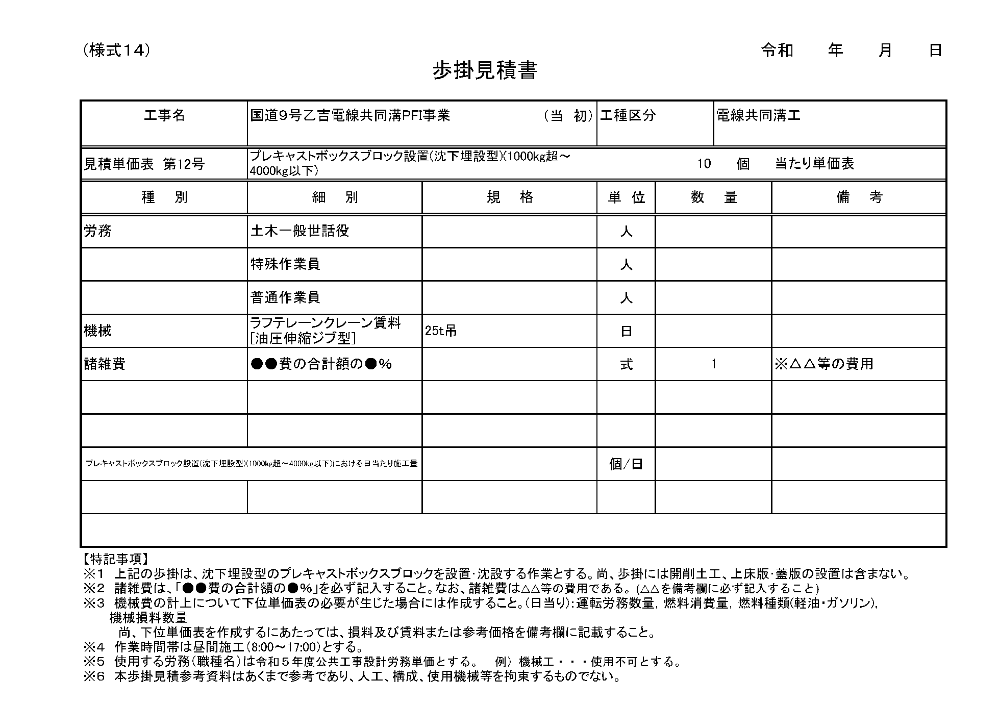 (様式14)
令和　　年　　月　　日
歩掛見積書
工事名　国道9号乙吉電線共同溝PFI事業　(当　初)　工種区分　電線共同溝工
見積単価表　第12号　プレキャストボックスブロック設置(沈下埋設型)(1000kg超～
4000kg以下)　10　個　当たり単価表
種　別　細　別　規　格　単　位　数　量　備　考
労務　土木一般世話役　人
特殊作業員　人
普通作業員　人
機械　ラフテレーンクレーン賃料
[油圧伸縮ジブ型]　25t吊　日
諸雑費　●●費の合計額の●%　式　1　※△△等の費用
プレキャストボックスブロック設置(沈下埋設型)(1000kg超～4000kg以下)における日当たり施工量　個/日
【特記事項】
※1　上記の歩掛は、沈下埋設型のプレキャストボックスブロックを設置・沈設する作業とする。尚、歩掛には開削土工、上床版・蓋版の設置は含まない。
※2　諸雑費は、「●●費の合計額の●%」を必ず記入すること。なお、諸雑費は△△等の費用である。(△△を備考欄に必ず記入すること)
※3　機械費の計上について下位単価表の必要が生じた場合には作成すること。(日当り):運転労務数量, 燃料消費量, 燃料種類(軽油・ガソリン),
機械損料数量
尚、下位単価表を作成するにあたっては、損料及び賃料または参考価格を備考欄に記載すること。
※4　作業時間帯は昼間施工(8:00～17:00)とする。
※5　使用する労務(職種名)は令和５年度公共工事設計労務単価とする。　例）機械工・・・使用不可とする。
※6　本歩掛見積参考資料はあくまで参考であり、人工、構成、使用機械等を拘束するものでない。